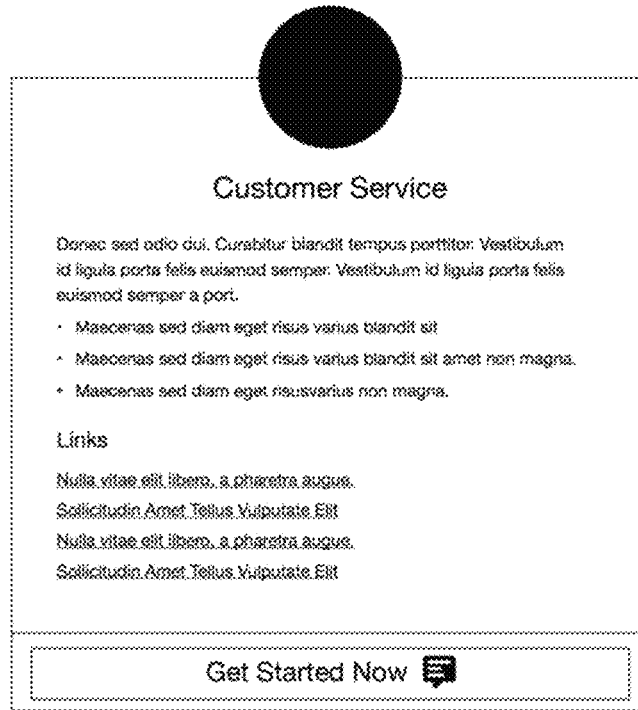 Customer Service
Donec sed odio dui. Curabitur blandit tempus porttitor. Vestibulum
id ligula porta felis euismod semper. Vestibulum id ligula porta felis
euismod semper a port.
• Maecenas sed diam eget risus varius blandit sit
• Maecenas sed diam eget risus varius blandit sit amet non magna.
• Maecenas sed diam eget risusvarius non magna.
Links
Nulla vitae elit libero, a pharetra augue.
Sollicitudin Amet Tellus Vulputate Elit
Nulla vitae elit libero, a pharetra augue.
Sollicitudin Amet Tellus Vulputate Elit
Get Started Now